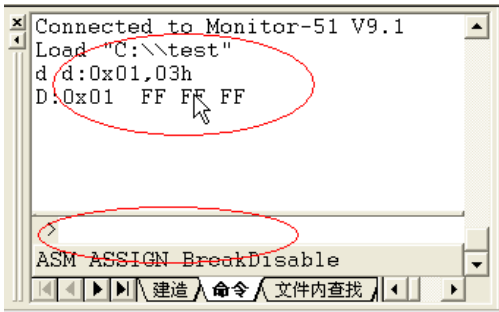 Connected to Monitor-51 V9.1
Load "C:\\test"
d d:0x01,03h
D:0x01  FF FF FF
>
ASM ASSIGN BreakDisable
建造 命令 文件内查找